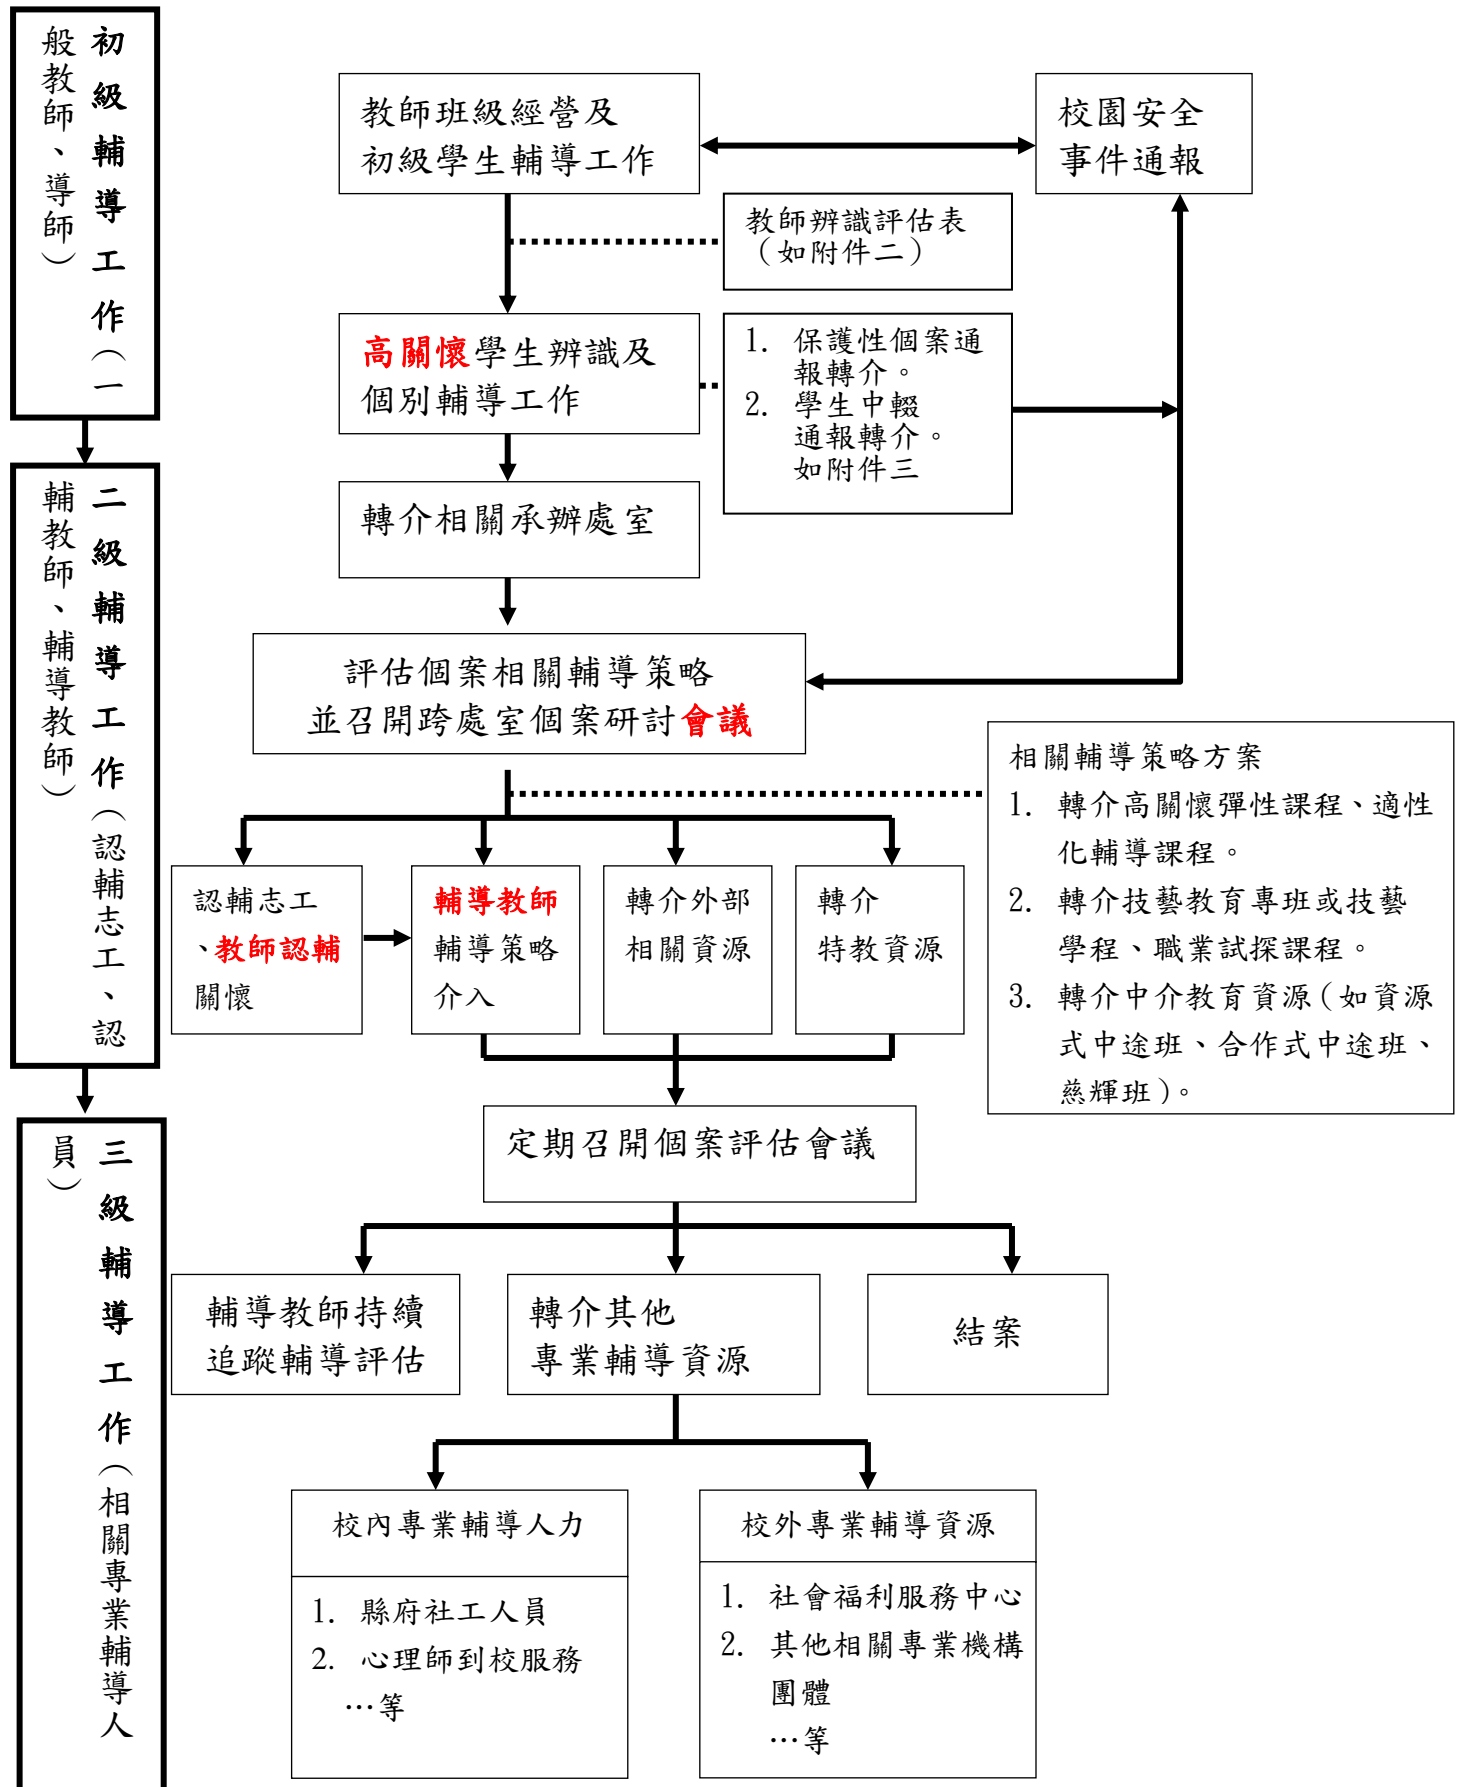 初級輔導工作（一
般教師、導師）
教師班級經營及
初級學生輔導工作
校園安全
事件通報
教師辨識評估表
（如附件二）
高關懷學生辨識及
個別輔導工作
1. 保護性個案通
報轉介。
2. 學生中輟
通報轉介。
如附件三
二級輔導工作（認輔志工、認
輔教師、輔導教師）
轉介相關承辦處室
評估個案相關輔導策略
並召開跨處室個案研討會議
相關輔導策略方案
1. 轉介高關懷彈性課程、適性
化輔導課程。
2. 轉介技藝教育專班或技藝
學程、職業試探課程。
3. 轉介中介教育資源（如資源
式中途班、合作式中途班、
慈輝班）。
認輔志工
、教師認輔
關懷
輔導教師
輔導策略
介入
轉介外部
相關資源
轉介
特教資源
三級輔導工作（相關專業輔導人
員）
定期召開個案評估會議
輔導教師持續
追蹤輔導評估
轉介其他
專業輔導資源
結案
校內專業輔導人力
1. 縣府社工人員
2. 心理師到校服務
…等
校外專業輔導資源
1. 社會福利服務中心
2. 其他相關專業機構
團體
…等